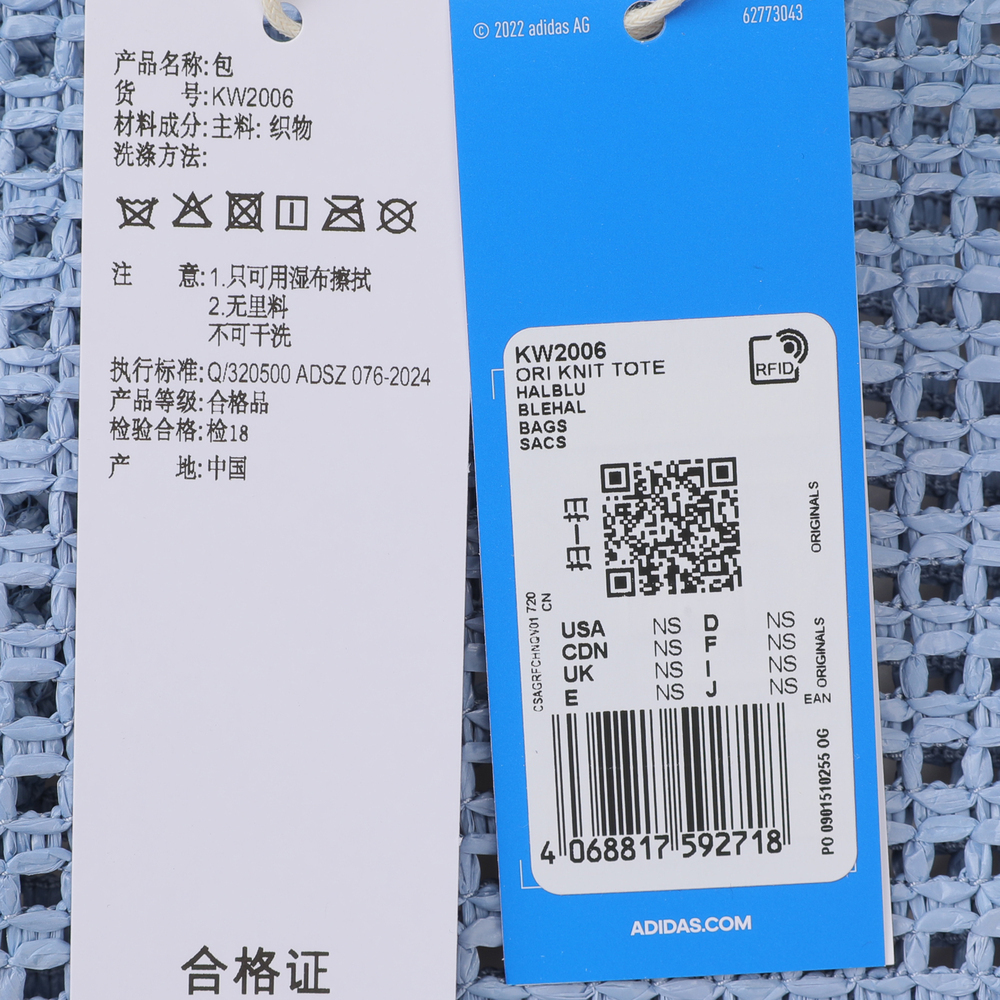 产品名称:包
货 号:KW2006
材料成分:主料: 织物
洗涤方法:
注 意:1.只可用湿布擦拭
2.无里料
不可干洗
执行标准:Q/320500 ADSZ 076-2024
产品等级:合格品
检验合格:检18
产 地:中国
合格证
© 2022 adidas AG
62773043
KW2006
ORI KNIT TOTE
HALBLU
BLEHAL
BAGS
SACS
RFID
扫一扫
ORIGINALS
CSAGRFCHNQV01 720
CN
USA NS D NS
CDN NS F NS
UK NS I NS
E NS J NS
ORIGINALS
EAN
PO 0901510255 OG
4 068817 592718
ADIDAS.COM